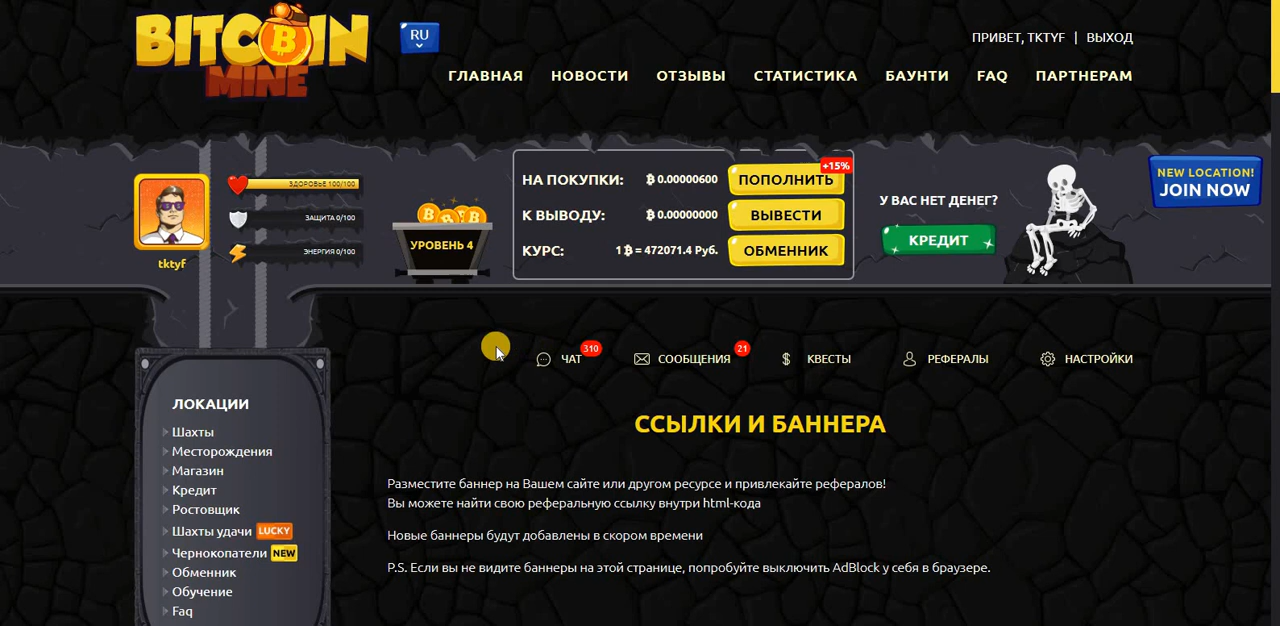 BITCOIN
MINE
RU
ПРИВЕТ, TKTYF | ВЫХОД
ГЛАВНАЯ НОВОСТИ ОТЗЫВЫ СТАТИСТИКА БАУНТИ FAQ ПАРТНЕРАМ
ЗДОРОВЬЕ 100/100
ЗАЩИТА 0/100
ЭНЕРГИЯ 0/100
tktyf
УРОВЕНЬ 4
НА ПОКУПКИ: ₿ 0.00000600 ПОПОЛНИТЬ +15%
К ВЫВОДУ: ₿ 0.00000000 ВЫВЕСТИ
КУРС: 1 ₿ = 472071.4 Руб. ОБМЕННИК
У ВАС НЕТ ДЕНЕГ?
КРЕДИТ
NEW LOCATION!
JOIN NOW
ЧАТ 310 СООБЩЕНИЯ 21 $ КВЕСТЫ РЕФЕРАЛЫ НАСТРОЙКИ
ЛОКАЦИИ
Шахты
Месторождения
Магазин
Кредит
Ростовщик
Шахты удачи LUCKY
Чернокопатели NEW
Обменник
Обучение
Faq
ССЫЛКИ И БАННЕРА
Разместите баннер на Вашем сайте или другом ресурсе и привлекайте рефералов!
Вы можете найти свою реферальную ссылку внутри html-кода
Новые баннеры будут добавлены в скором времени
P.S. Если вы не видите баннеры на этой странице, попробуйте выключить AdBlock у себя в браузере.